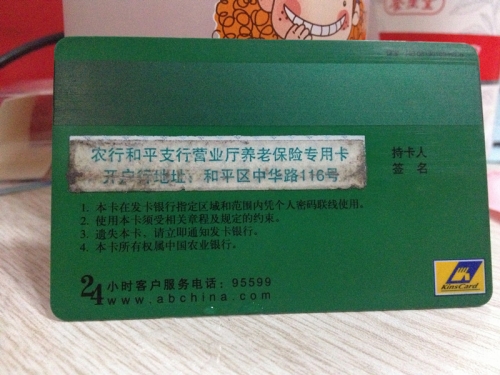 农行和平支行营业厅养老保险专用卡
开户行地址：和平区中华路116号
持卡人
签 名
1. 本卡在发卡银行指定区域和范围内凭个人密码联线使用。
2. 使用本卡须受相关章程及规定的约束。
3. 遗失本卡、请立即通知发卡银行。
4. 本卡所有权属中国农业银行。
24小时客户服务电话：95599
www.abchina.com
KinsCard